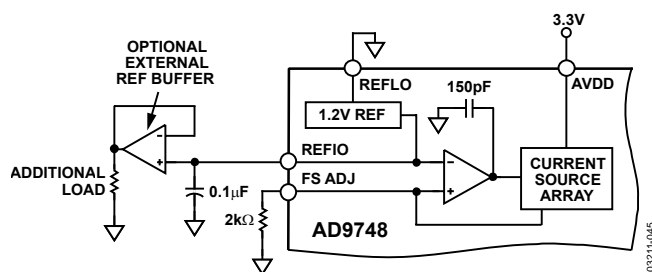 OPTIONAL
EXTERNAL
REF BUFFER
ADDITIONAL
LOAD
0.1µF
2kΩ
REFLO
1.2V REF
150pF
3.3V
AVDD
REFIO
FS ADJ
–
+
–
+
CURRENT
SOURCE
ARRAY
AD9748
03211-045